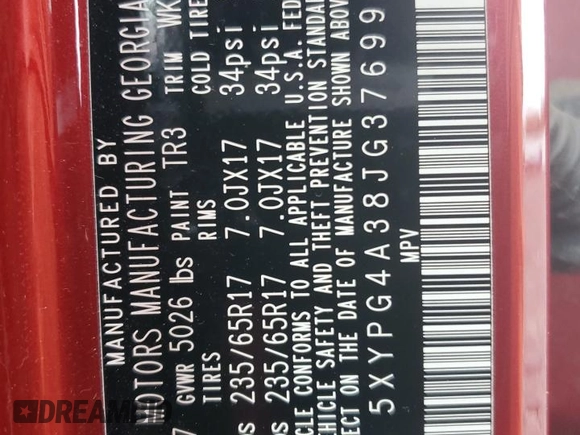 MANUFACTURED BY
MOTORS MANUFACTURING GEORGIA
7 GVWR 5026 lbs PAINT TR3 TRIM WK
TIRES RIMS COLD TIRE
235/65R17 7.0JX17 34psi
235/65R17 7.0JX17 34psi
CONFORMS TO ALL APPLICABLE U.S.A. FED
VEHICLE SAFETY AND THEFT PREVENTION STANDA
ECT ON THE DATE OF MANUFACTURE SHOWN ABOV
5XYPG4A38JG37699
MPV
DREAMBID